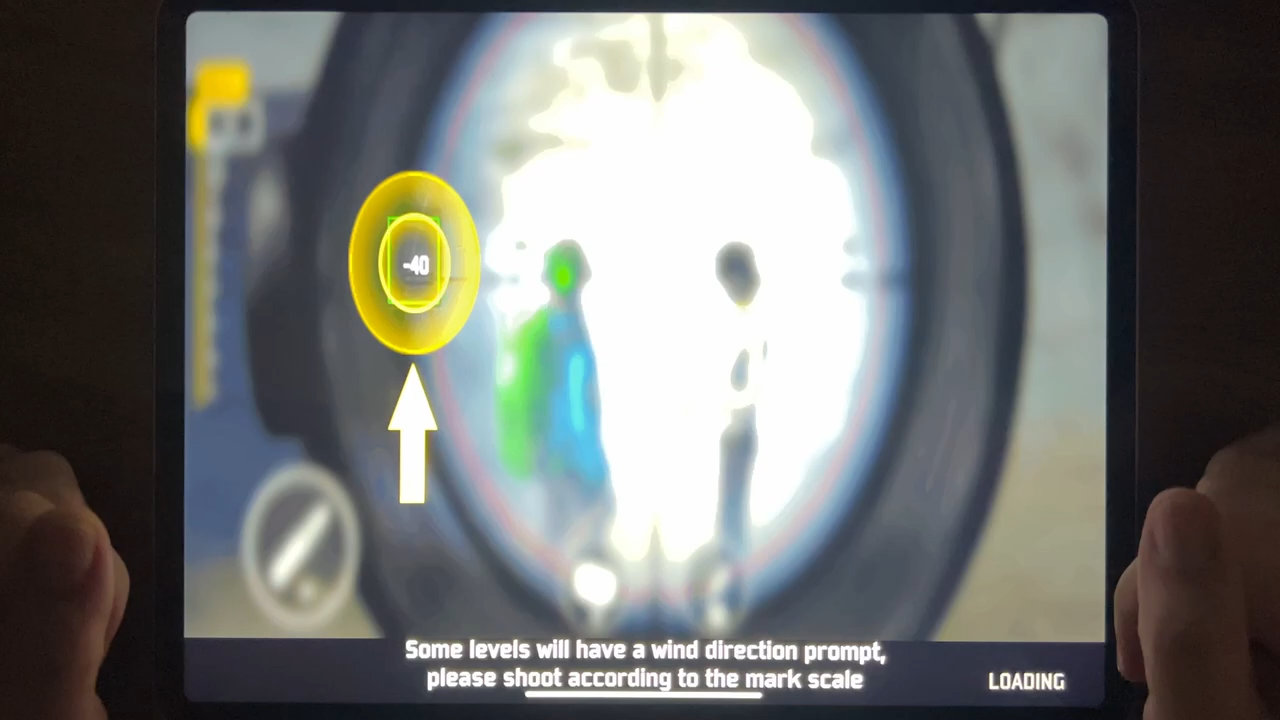 -40
Some levels will have a wind direction prompt,
please shoot according to the mark scale
LOADING